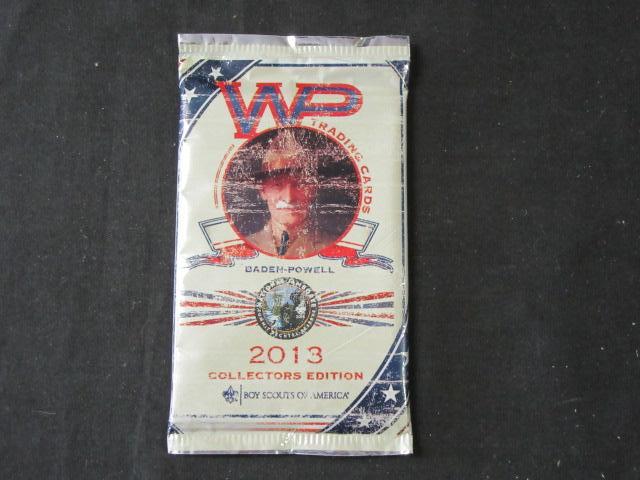 WP
TRADING CARDS
BADEN-POWELL
2013
COLLECTORS EDITION
BOY SCOUTS OF AMERICA